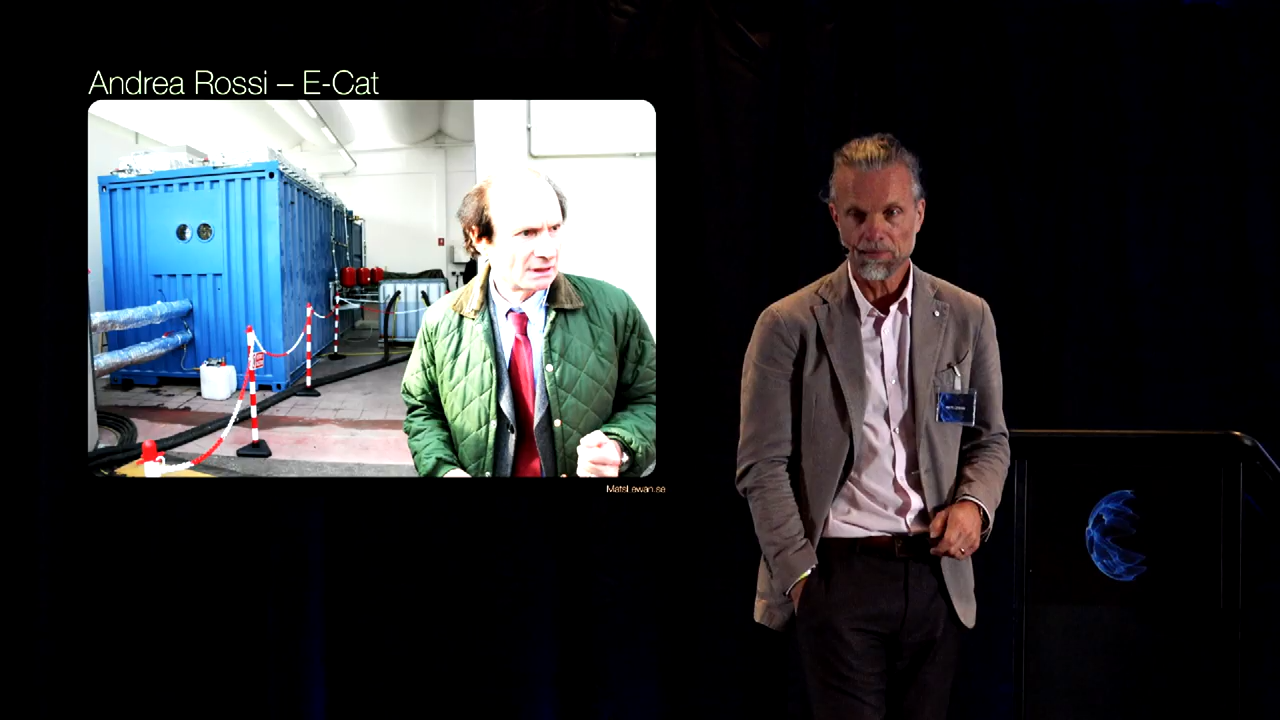 Andrea Rossi – E-Cat
MatsLewan.se